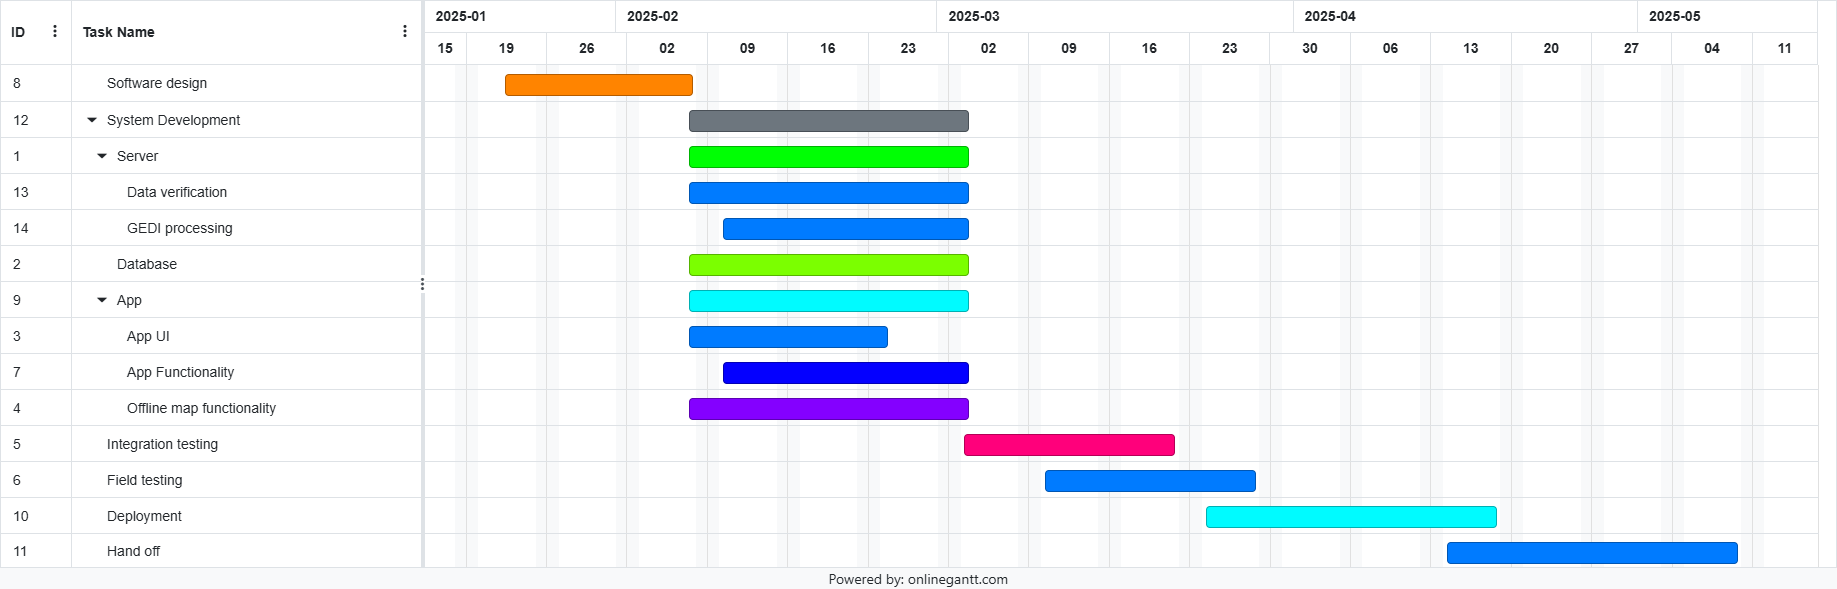 ID Task Name 2025-01 2025-02 2025-03 2025-04 2025-05
15 19 26 02 09 16 23 02 09 16 23 30 06 13 20 27 04 11
8 Software design
12 System Development
1 Server
13 Data verification
14 GEDI processing
2 Database
9 App
3 App UI
7 App Functionality
4 Offline map functionality
5 Integration testing
6 Field testing
10 Deployment
11 Hand off
Powered by: onlinegantt.com